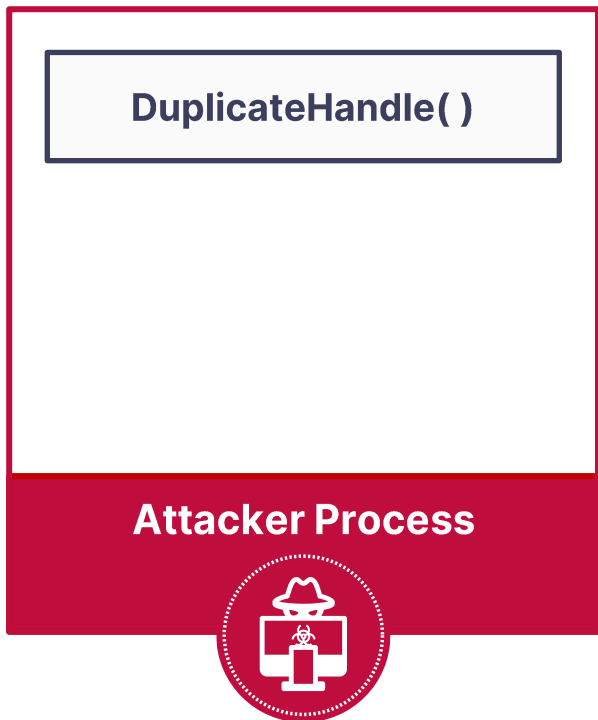 DuplicateHandle( )
Attacker Process